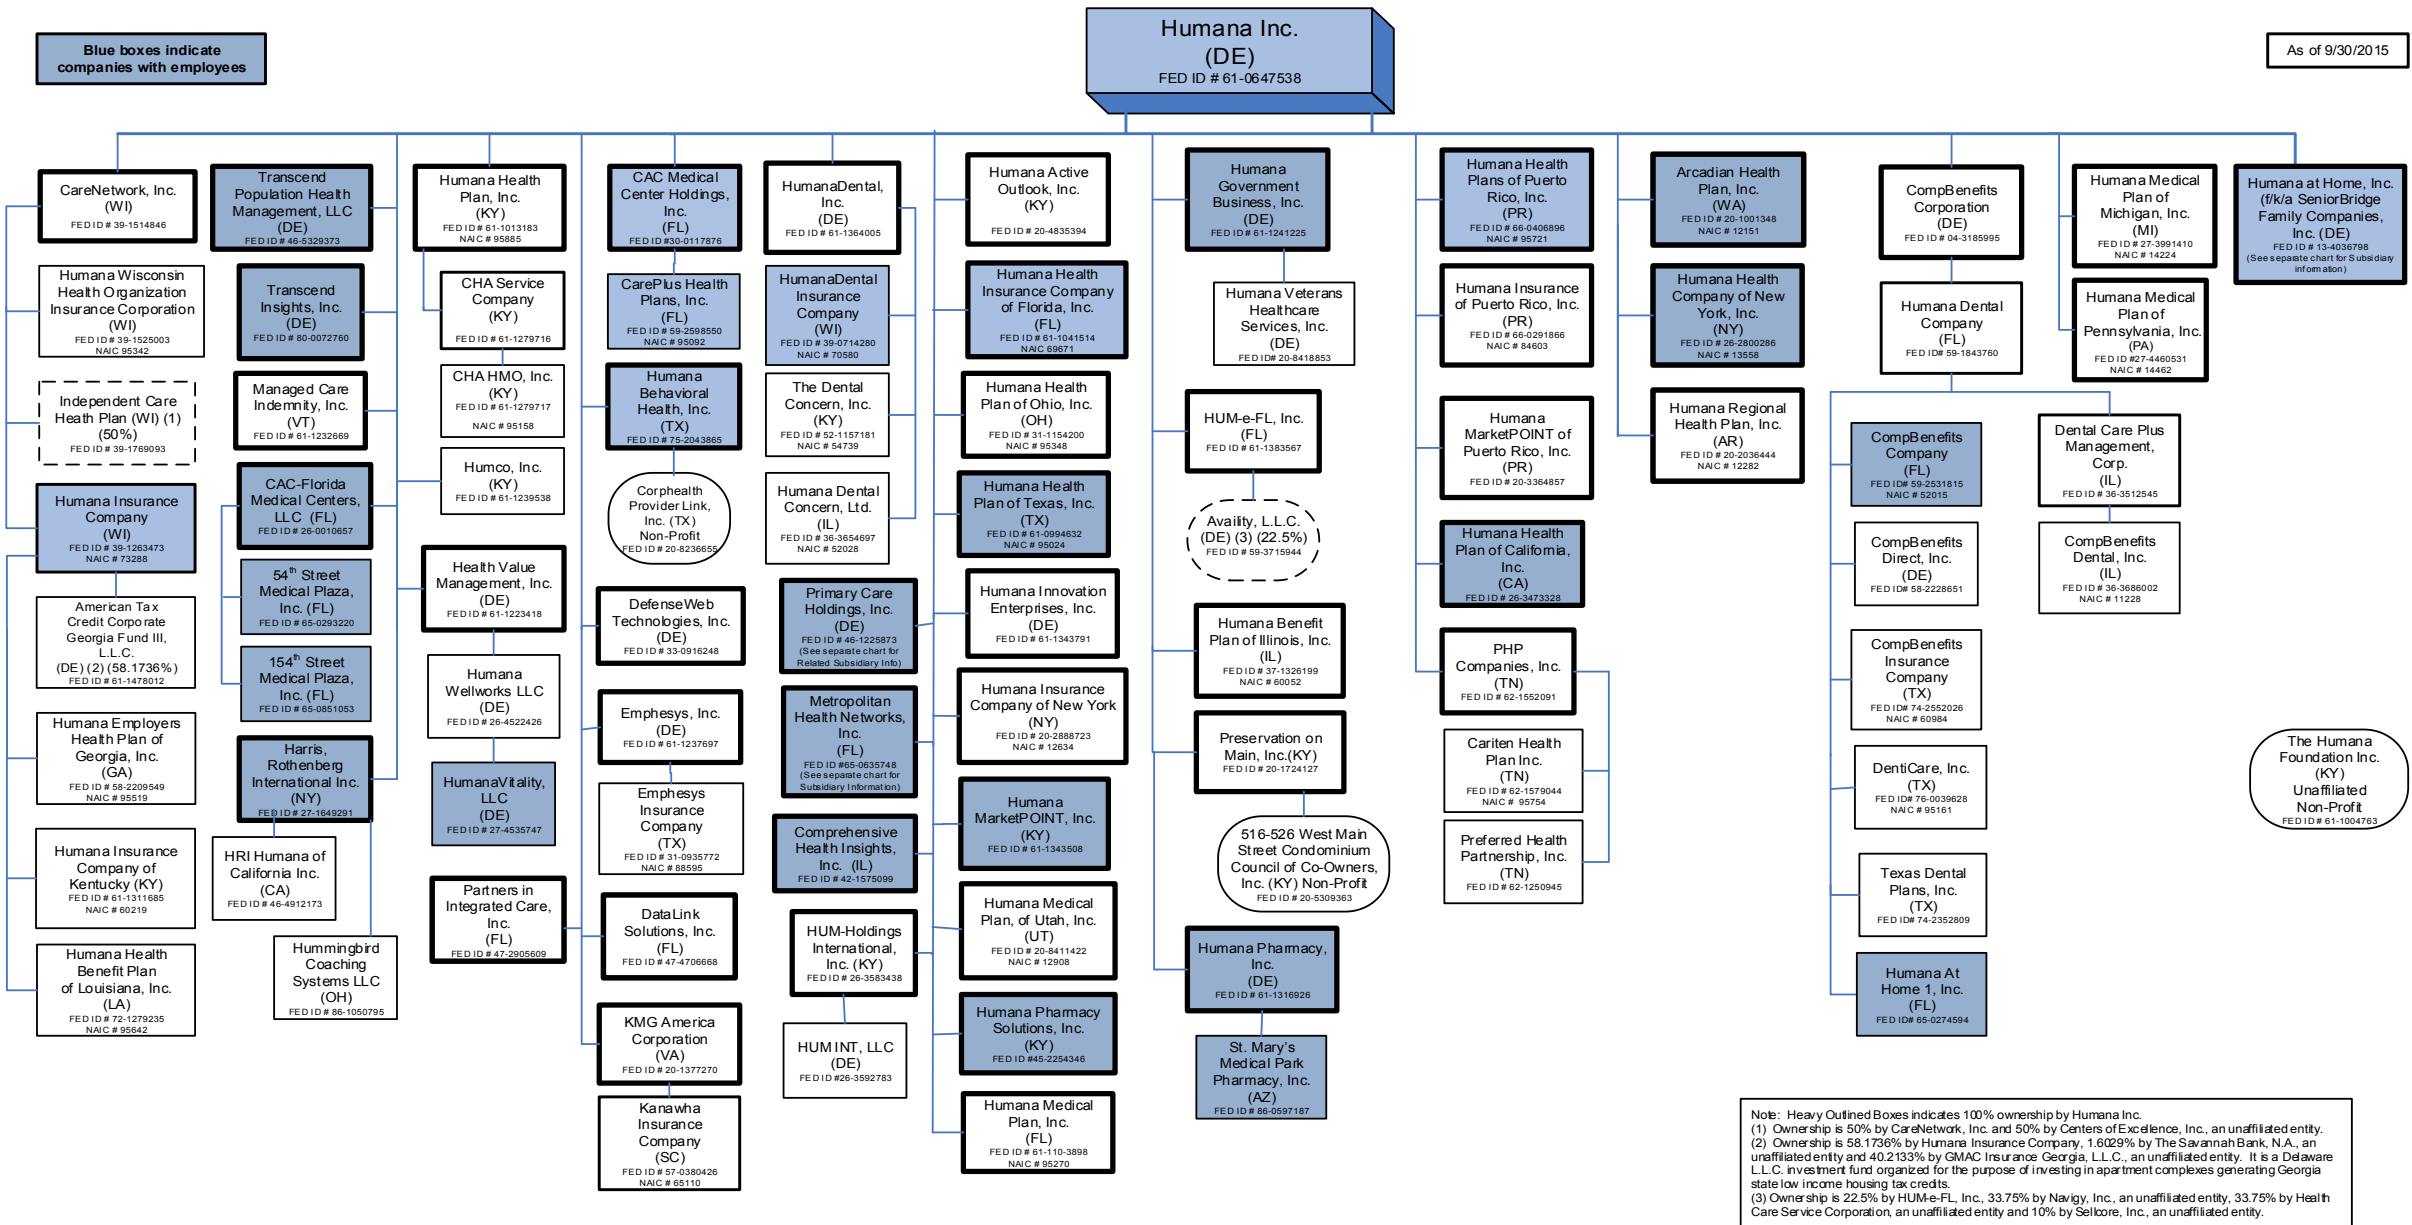 Blue boxes indicate
companies with employees
Humana Inc.
(DE)
FED ID # 61-0647538
As of 9/30/2015
CareNetwork, Inc.
(WI)
FED ID # 39-1514846
Humana Wisconsin
Health Organization
Insurance Corporation
(WI)
FED ID # 39-1525003
NAIC 95342
Independent Care
Heath Plan (WI) (1)
(50%)
FED ID # 39-1769093
Humana Insurance
Company
(WI)
FED ID # 39-1263473
NAIC # 73288
American Tax
Credit Corporate
Georgia Fund III,
L.L.C.
(DE) (2) (58.1736%)
FED ID # 61-1478012
Humana Employers
Health Plan of
Georgia, Inc.
(GA)
FED ID # 58-2209549
NAIC # 95519
Humana Insurance
Company of
Kentucky (KY)
FED ID # 61-1311685
NAIC # 60219
Humana Health
Benefit Plan
of Louisiana, Inc.
(LA)
FED ID # 72-1279235
NAIC # 95642
Transcend
Population Health
Management, LLC
(DE)
FED ID # 46-5329373
Transcend
Insights, Inc.
(DE)
FED ID # 80-0072760
Managed Care
Indemnity, Inc.
(VT)
FED ID # 61-1232669
CAC-Florida
Medical Centers,
LLC (FL)
FED ID # 26-0010657
54th Street
Medical Plaza,
Inc. (FL)
FED ID # 65-0293220
154th Street
Medical Plaza,
Inc. (FL)
FED ID # 65-0851053
Harris,
Rothenberg
International Inc.
(NY)
FED ID # 27-1649291
HRI Humana of
California Inc.
(CA)
FED ID # 46-4912173
Hummingbird
Coaching
Systems LLC
(OH)
FED ID # 86-1050795
Humana Health
Plan, Inc.
(KY)
FED ID # 61-1013183
NAIC # 95885
CHA Service
Company
(KY)
FED ID # 61-1279716
CHA HMO, Inc.
(KY)
FED ID # 61-1279717
NAIC # 95158
Humco, Inc.
(KY)
FED ID # 61-1239538
Health Value
Management, Inc.
(DE)
FED ID # 61-1223418
Humana
Wellworks LLC
(DE)
FED ID # 26-4522426
HumanaVitality,
LLC
(DE)
FED ID # 27-4535747
Partners in
Integrated Care,
Inc.
(FL)
FED ID # 47-2905609
CAC Medical
Center Holdings,
Inc.
(FL)
FED ID #30-0117876
CarePlus Health
Plans, Inc.
(FL)
FED ID # 59-2598550
NAIC # 95092
Humana
Behavioral
Health, Inc.
(TX)
FED ID # 75-2043865
Corphealth
Provider Link,
Inc. (TX)
Non-Profit
FED ID # 20-8236655
DefenseWeb
Technologies, Inc.
(DE)
FED ID # 33-0916248
Emphesys, Inc.
(DE)
FED ID # 61-1237697
Emphesys
Insurance
Company
(TX)
FED ID # 31-0935772
NAIC # 88595
DataLink
Solutions, Inc.
(FL)
FED ID # 47-4706668
KMG America
Corporation
(VA)
FED ID # 20-1377270
Kanawha
Insurance
Company
(SC)
FED ID # 57-0380426
NAIC # 65110
HumanaDental,
Inc.
(DE)
FED ID # 61-1364005
HumanaDental
Insurance
Company
(WI)
FED ID # 39-0714280
NAIC # 70580
The Dental
Concern, Inc.
(KY)
FED ID # 52-1157181
NAIC # 54739
Humana Dental
Concern, Ltd.
(IL)
FED ID # 36-3654697
NAIC # 52028
Primary Care
Holdings, Inc.
(DE)
FED ID # 46-1225873
(See separate chart for
Related Subsidiary Info)
Metropolitan
Health Networks,
Inc.
(FL)
FED ID #65-0635748
(See separate chart for
Subsidiary Information)
Comprehensive
Health Insights,
Inc. (IL)
FED ID # 42-1575099
HUM-Holdings
International,
Inc. (KY)
FED ID # 26-3583438
HUM INT, LLC
(DE)
FED ID #26-3592783
Humana Active
Outlook, Inc.
(KY)
FED ID # 20-4835394
Humana Health
Insurance Company
of Florida, Inc.
(FL)
FED ID # 61-1041514
NAIC 69671
Humana Health
Plan of Ohio, Inc.
(OH)
FED ID # 31-1154200
NAIC # 95348
Humana Health
Plan of Texas, Inc.
(TX)
FED ID # 61-0994632
NAIC # 95024
Humana Innovation
Enterprises, Inc.
(DE)
FED ID # 61-1343791
Humana Insurance
Company of New York
(NY)
FED ID # 20-2888723
NAIC # 12634
Humana
MarketPOINT, Inc.
(KY)
FED ID # 61-1343508
Humana Medical
Plan, of Utah, Inc.
(UT)
FED ID # 20-8411422
NAIC # 12908
Humana Pharmacy
Solutions, Inc.
(KY)
FED ID #45-2254346
Humana Medical
Plan, Inc.
(FL)
FED ID # 61-110-3898
NAIC # 95270
Humana
Government
Business, Inc.
(DE)
FED ID # 61-1241225
Humana Veterans
Healthcare
Services, Inc.
(DE)
FED ID# 20-8418853
HUM-e-FL, Inc.
(FL)
FED ID # 61-1383567
Availity, L.L.C.
(DE) (3) (22.5%)
FED ID # 59-3715944
Humana Benefit
Plan of Illinois, Inc.
(IL)
FED ID # 37-1326199
NAIC # 60052
Preservation on
Main, Inc.(KY)
FED ID # 20-1724127
516-526 West Main
Street Condominium
Council of Co-Owners,
Inc. (KY) Non-Profit
FED ID # 20-5309363
Humana Pharmacy,
Inc.
(DE)
FED ID # 61-1316926
St. Mary's
Medical Park
Pharmacy, Inc.
(AZ)
FED ID # 86-0597187
Humana Health
Plans of Puerto
Rico, Inc.
(PR)
FED ID # 66-0406896
NAIC # 95721
Humana Insurance
of Puerto Rico, Inc.
(PR)
FED ID # 66-0291866
NAIC # 84603
Humana
MarketPOINT of
Puerto Rico, Inc.
(PR)
FED ID # 20-3364857
Humana Health
Plan of California,
Inc.
(CA)
FED ID # 26-3473328
PHP
Companies, Inc.
(TN)
FED ID # 62-1552091
Cariten Health
Plan Inc.
(TN)
FED ID # 62-1579044
NAIC # 95754
Preferred Health
Partnership, Inc.
(TN)
FED ID # 62-1250945
Arcadian Health
Plan, Inc.
(WA)
FED ID # 20-1001348
NAIC # 12151
Humana Health
Company of New
York, Inc.
(NY)
FED ID # 26-2800286
NAIC # 13558
Humana Regional
Health Plan, Inc.
(AR)
FED ID # 20-2036444
NAIC # 12282
CompBenefits
Corporation
(DE)
FED ID # 04-3185995
Humana Dental
Company
(FL)
FED ID# 59-1843760
CompBenefits
Company
(FL)
FED ID# 59-2531815
NAIC # 52015
CompBenefits
Direct, Inc.
(DE)
FED ID# 58-2228651
CompBenefits
Insurance
Company
(TX)
FED ID# 74-2552026
NAIC # 60984
DentiCare, Inc.
(TX)
FED ID# 76-0039628
NAIC # 95161
Texas Dental
Plans, Inc.
(TX)
FED ID# 74-2352809
Humana At
Home 1, Inc.
(FL)
FED ID# 65-0274594
Dental Care Plus
Management,
Corp.
(IL)
FED ID # 36-3512545
CompBenefits
Dental, Inc.
(IL)
FED ID # 36-3686002
NAIC # 11228
Humana Medical
Plan of
Michigan, Inc.
(MI)
FED ID # 27-3991410
NAIC # 14224
Humana Medical
Plan of
Pennsylvania, Inc.
(PA)
FED ID #27-4460531
NAIC # 14462
Humana at Home, Inc.
(f/k/a SeniorBridge
Family Companies,
Inc. (DE)
FED ID # 13-4036798
(See separate chart for Subsidiary
information)
The Humana
Foundation Inc.
(KY)
Unaffiliated
Non-Profit
FED ID # 61-1004763
Note: Heavy Outlined Boxes indicates 100% ownership by Humana Inc.
(1) Ownership is 50% by CareNetwork, Inc. and 50% by Centers of Excellence, Inc., an unaffiliated entity.
(2) Ownership is 58.1736% by Humana Insurance Company, 1.6029% by The Savannah Bank, N.A., an
unaffiliated entity and 40.2133% by GMAC Insurance Georgia, L.L.C., an unaffiliated entity. It is a Delaware
L.L.C. investment fund organized for the purpose of investing in apartment complexes generating Georgia
state low income housing tax credits.
(3) Ownership is 22.5% by HUM-e-FL, Inc., 33.75% by Navigy, Inc., an unaffiliated entity, 33.75% by Health
Care Service Corporation, an unaffiliated entity and 10% by Sellcore, Inc., an unaffiliated entity.